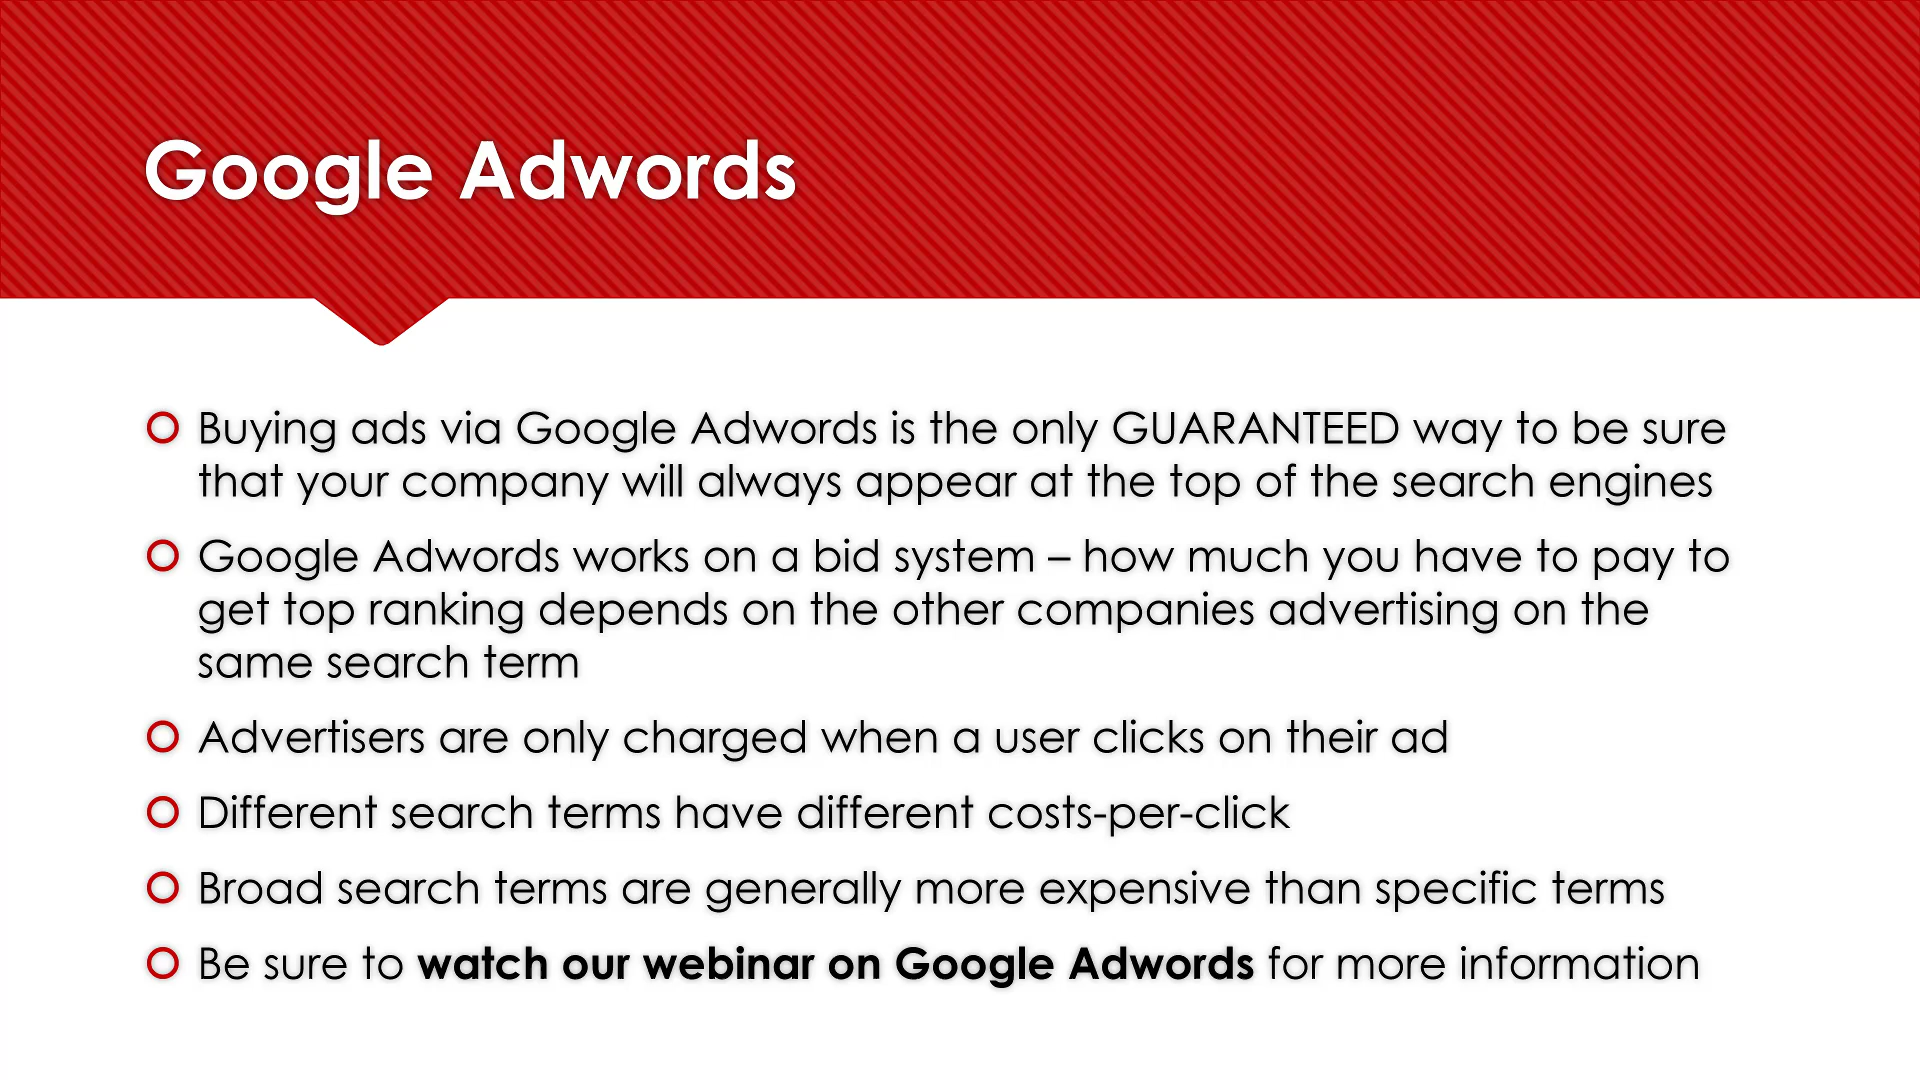 Google Adwords
Buying ads via Google Adwords is the only GUARANTEED way to be sure
that your company will always appear at the top of the search engines
Google Adwords works on a bid system – how much you have to pay to
get top ranking depends on the other companies advertising on the
same search term
Advertisers are only charged when a user clicks on their ad
Different search terms have different costs-per-click
Broad search terms are generally more expensive than specific terms
Be sure to watch our webinar on Google Adwords for more information